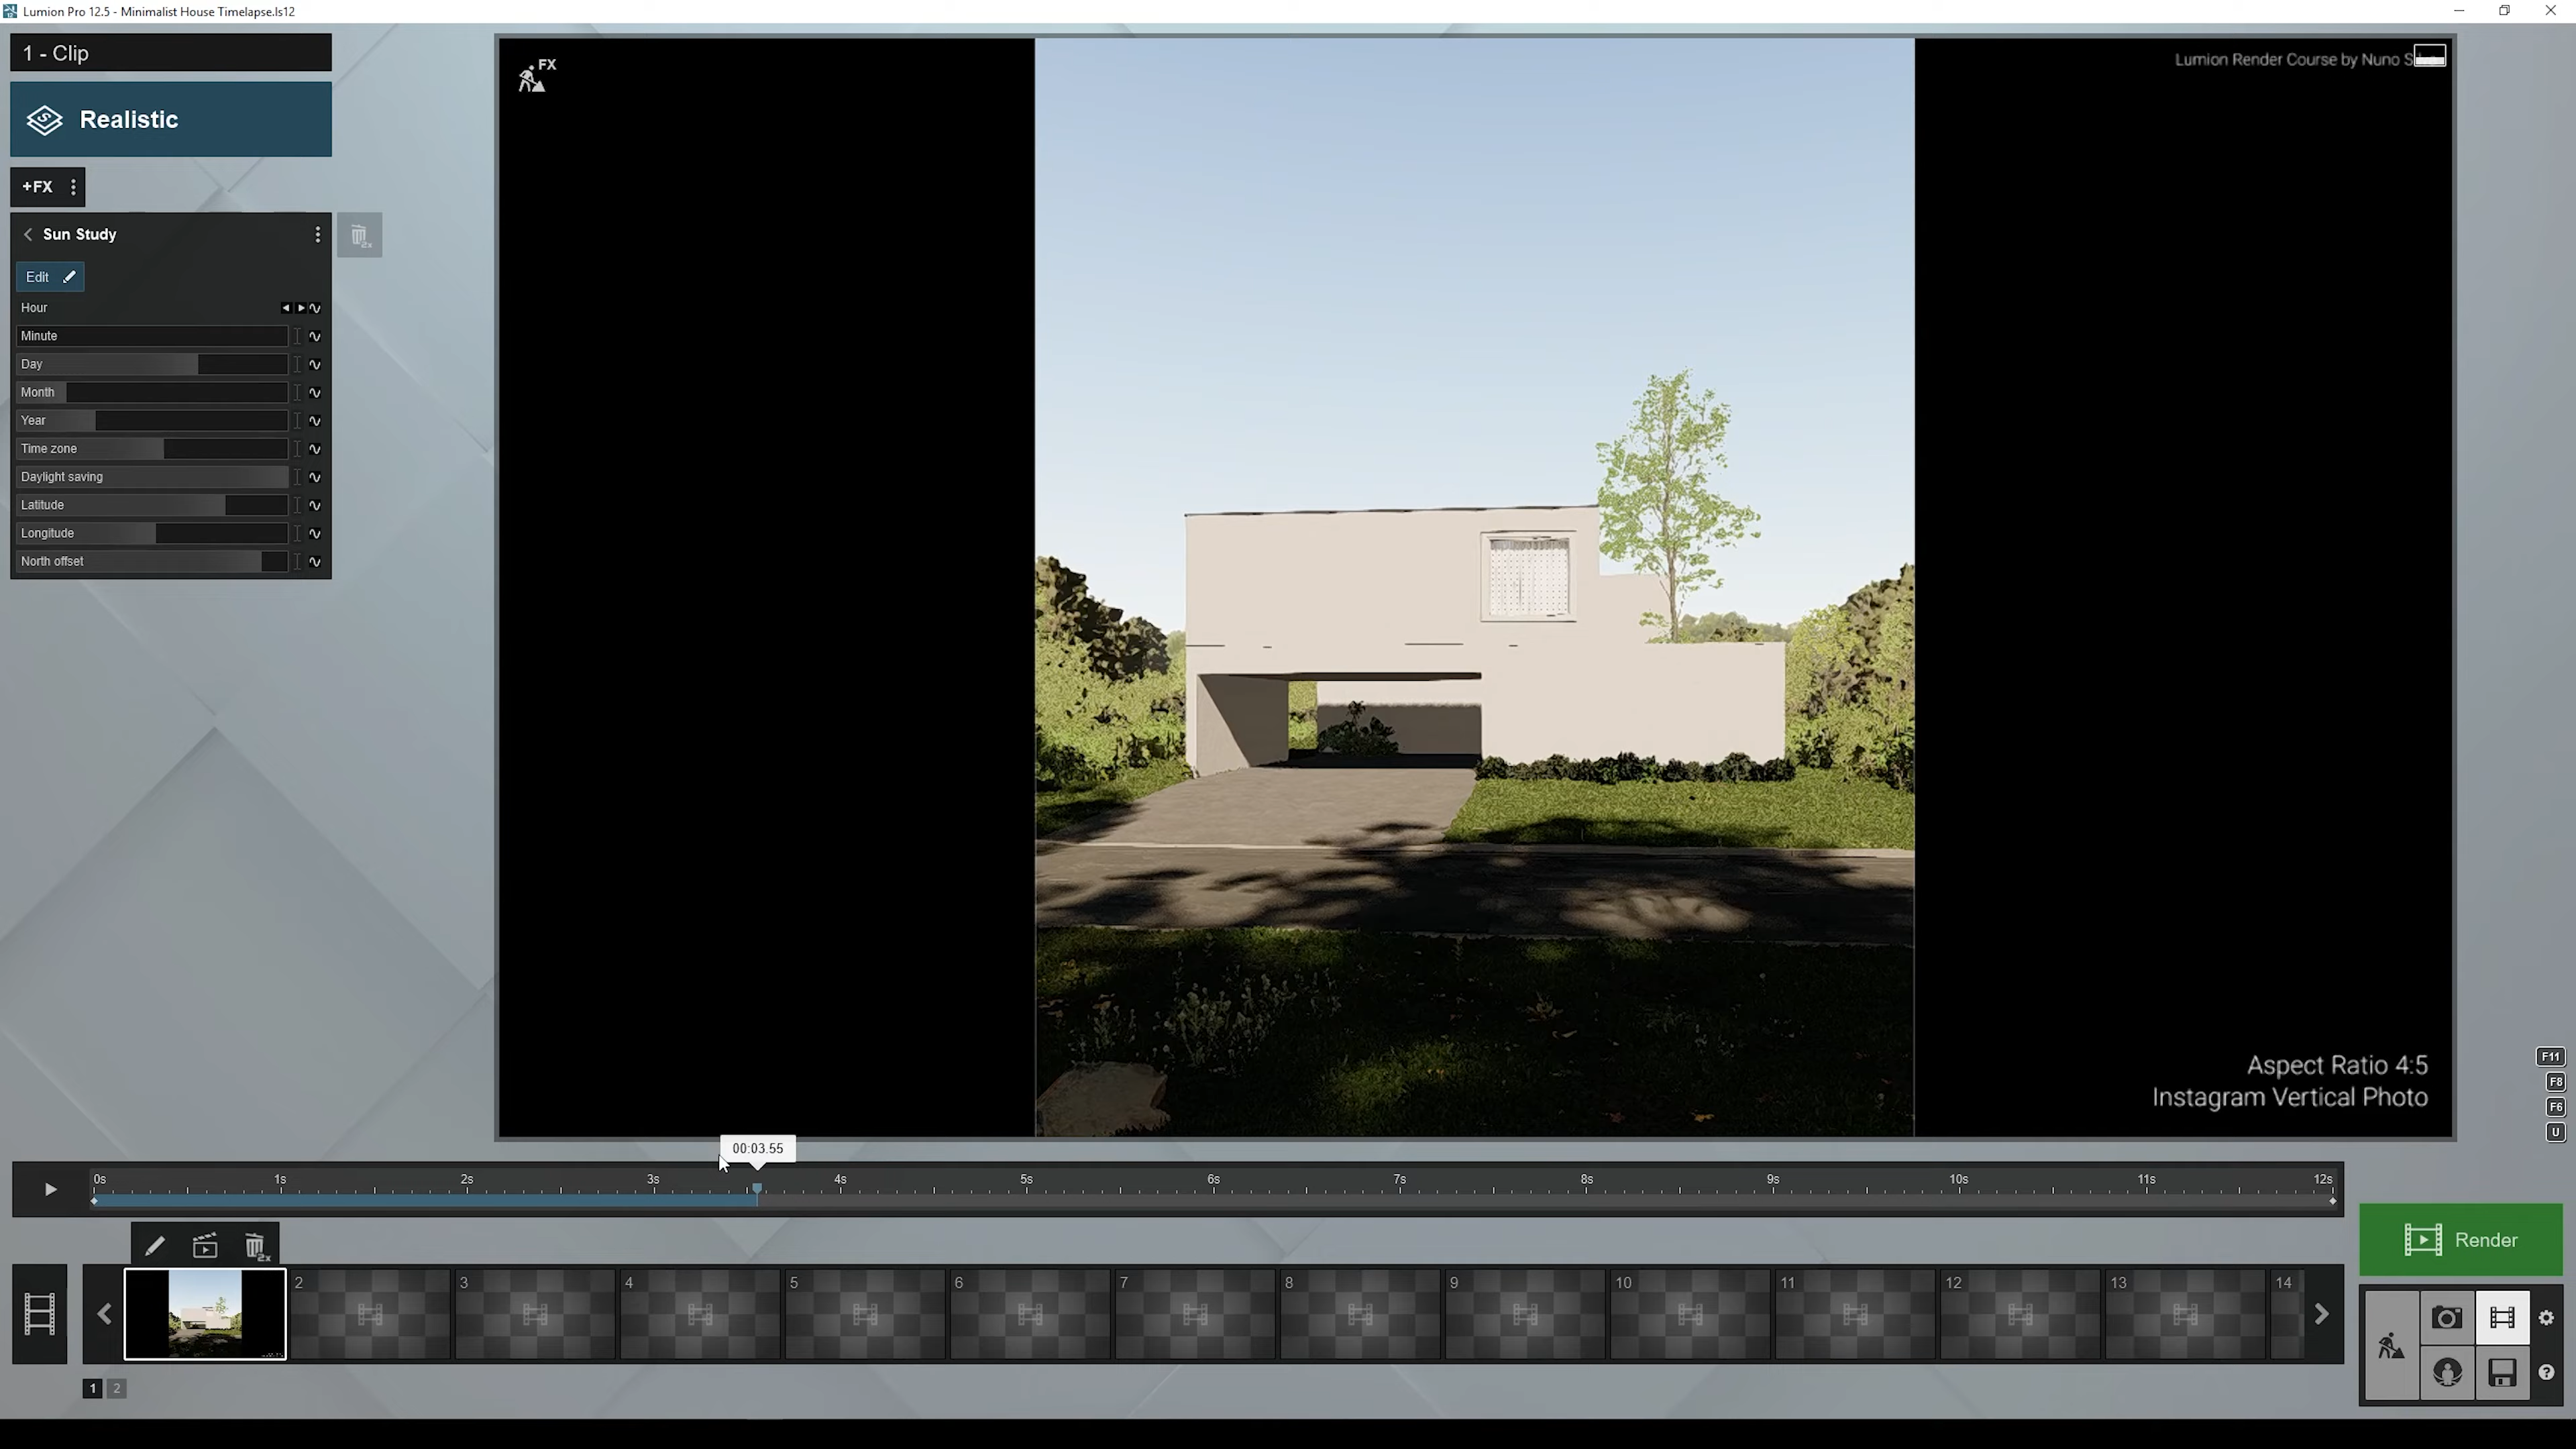 Lumion Pro 12.5 - Minimalist House Timelapse.ls12
1 - Clip
Realistic
+FX
Sun Study
2x
Edit
Hour
Minute
Day
Month
Year
Time zone
Daylight saving
Latitude
Longitude
North offset
FX
Lumion Render Course by Nuno
Aspect Ratio 4:5
Instagram Vertical Photo
F11
F8
F6
U
00:03.55
0s 1s 2s 3s 4s 5s 6s 7s 8s 9s 10s 11s 12s
2x
Render
2 3 4 5 6 7 8 9 10 11 12 13 14
1 2